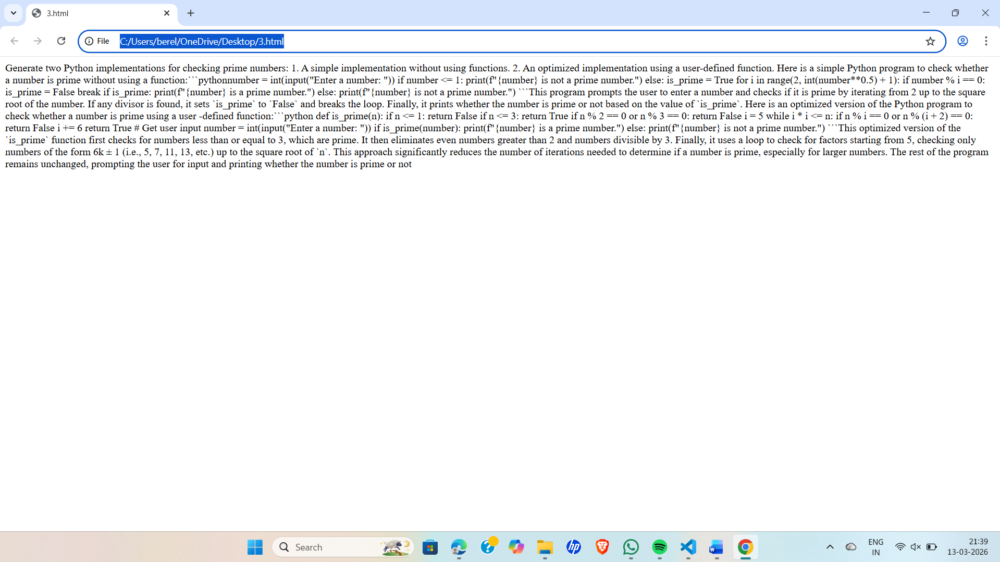 3.html
File
C:/Users/berel/OneDrive/Desktop/3.html
Generate two Python implementations for checking prime numbers: 1. A simple implementation without using functions. 2. An optimized implementation using a user-defined function. Here is a simple Python program to check whether
a number is prime without using a function:```pythonnumber = int(input("Enter a number: ")) if number <= 1: print(f"{number} is not a prime number.") else: is_prime = True for i in range(2, int(number**0.5) + 1): if number % i == 0:
is_prime = False break if is_prime: print(f"{number} is a prime number.") else: print(f"{number} is not a prime number.") ```This program prompts the user to enter a number and checks if it is prime by iterating from 2 up to the square
root of the number. If any divisor is found, it sets `is_prime` to `False` and breaks the loop. Finally, it prints whether the number is prime or not based on the value of `is_prime`. Here is an optimized version of the Python program to
check whether a number is prime using a user -defined function:```python def is_prime(n): if n <= 1: return False if n <= 3: return True if n % 2 == 0 or n % 3 == 0: return False i = 5 while i * i <= n: if n % i == 0 or n % (i + 2) == 0:
return False i += 6 return True # Get user input number = int(input("Enter a number: ")) if is_prime(number): print(f"{number} is a prime number.") else: print(f"{number} is not a prime number.") ```This optimized version of the
`is_prime` function first checks for numbers less than or equal to 3, which are prime. It then eliminates even numbers greater than 2 and numbers divisible by 3. Finally, it uses a loop to check for factors starting from 5, checking only
numbers of the form 6k ± 1 (i.e., 5, 7, 11, 13, etc.) up to the square root of `n`. This approach significantly reduces the number of iterations needed to determine if a number is prime, especially for larger numbers. The rest of the program
remains unchanged, prompting the user for input and printing whether the number is prime or not
Search
hp
W
ENG
IN
21:39
13-03-2026